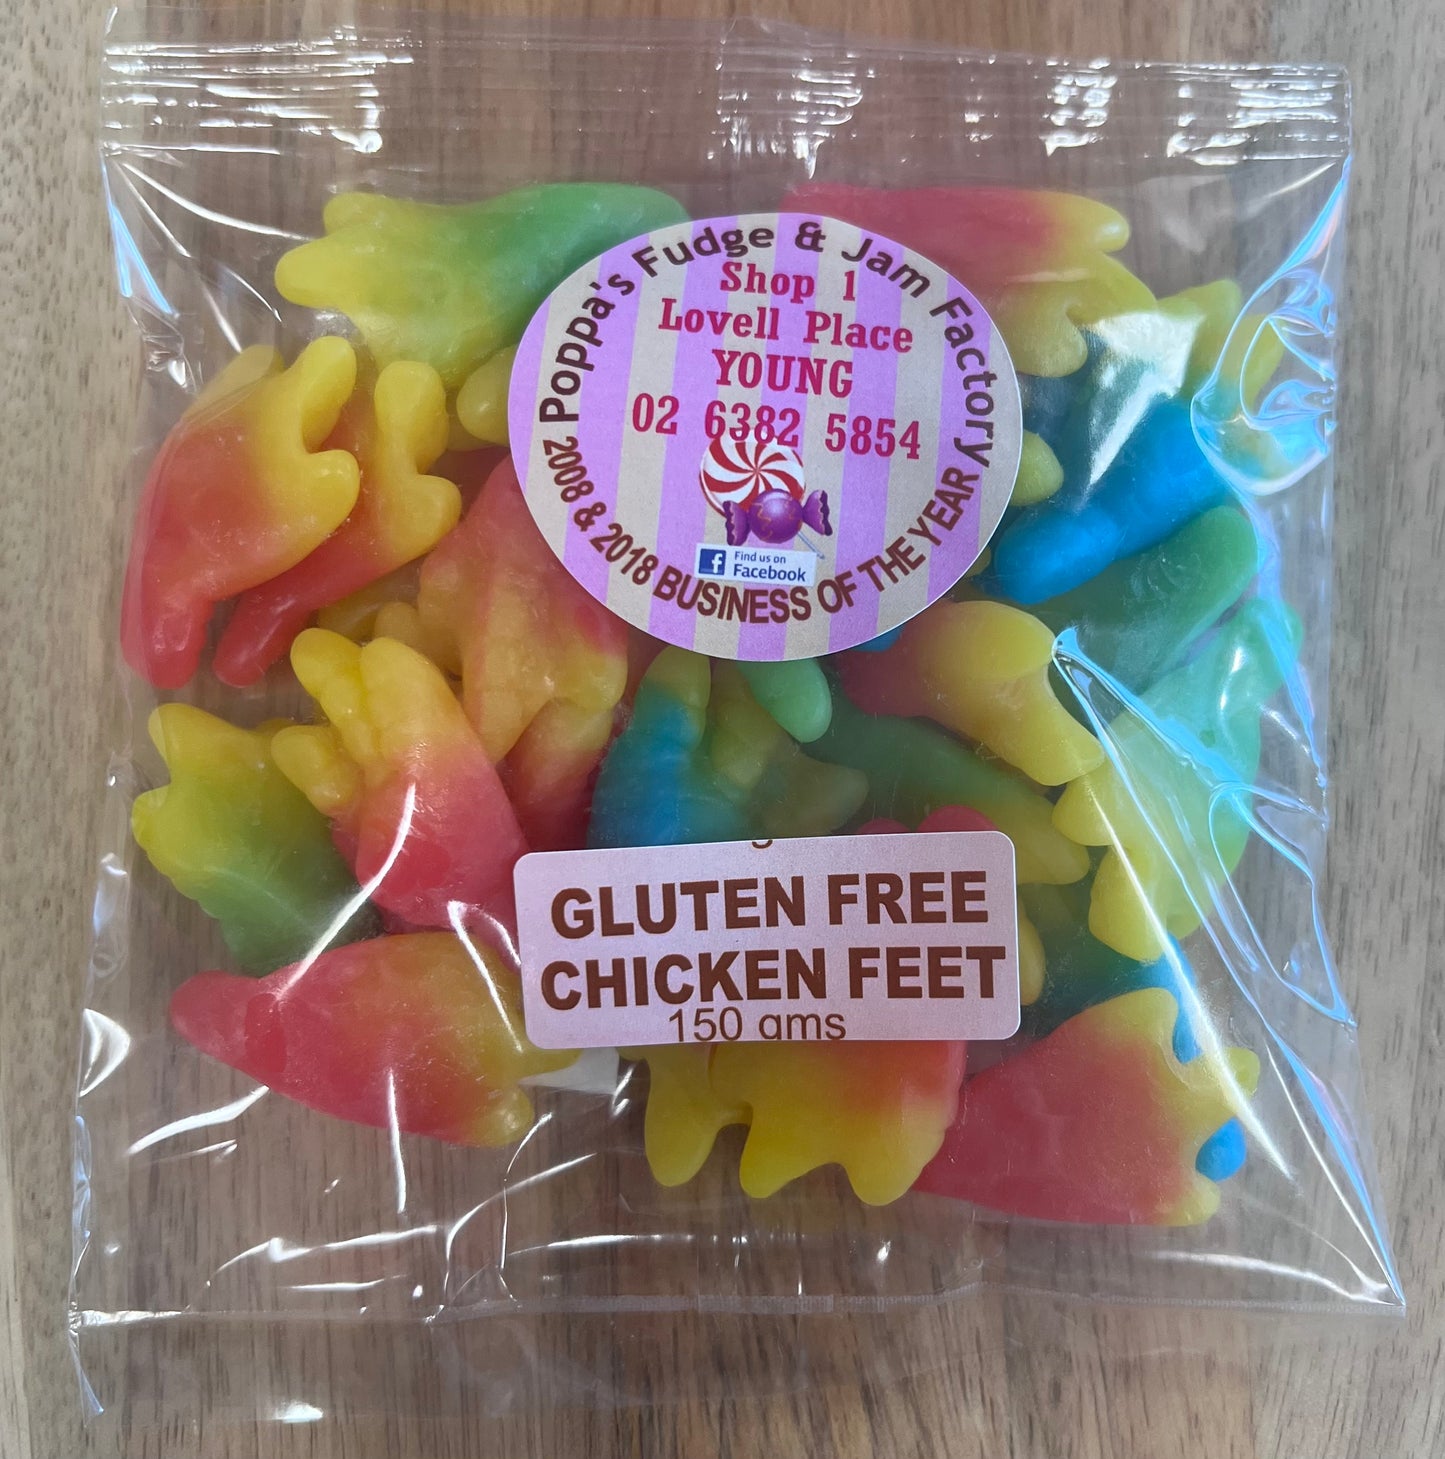 Poppa's Fudge & Jam Factory
Shop 1
Lovell Place
YOUNG
02 6382 5854
f Find us on
Facebook
2008 & 2018 BUSINESS OF THE YEAR
GLUTEN FREE
CHICKEN FEET
150 gms